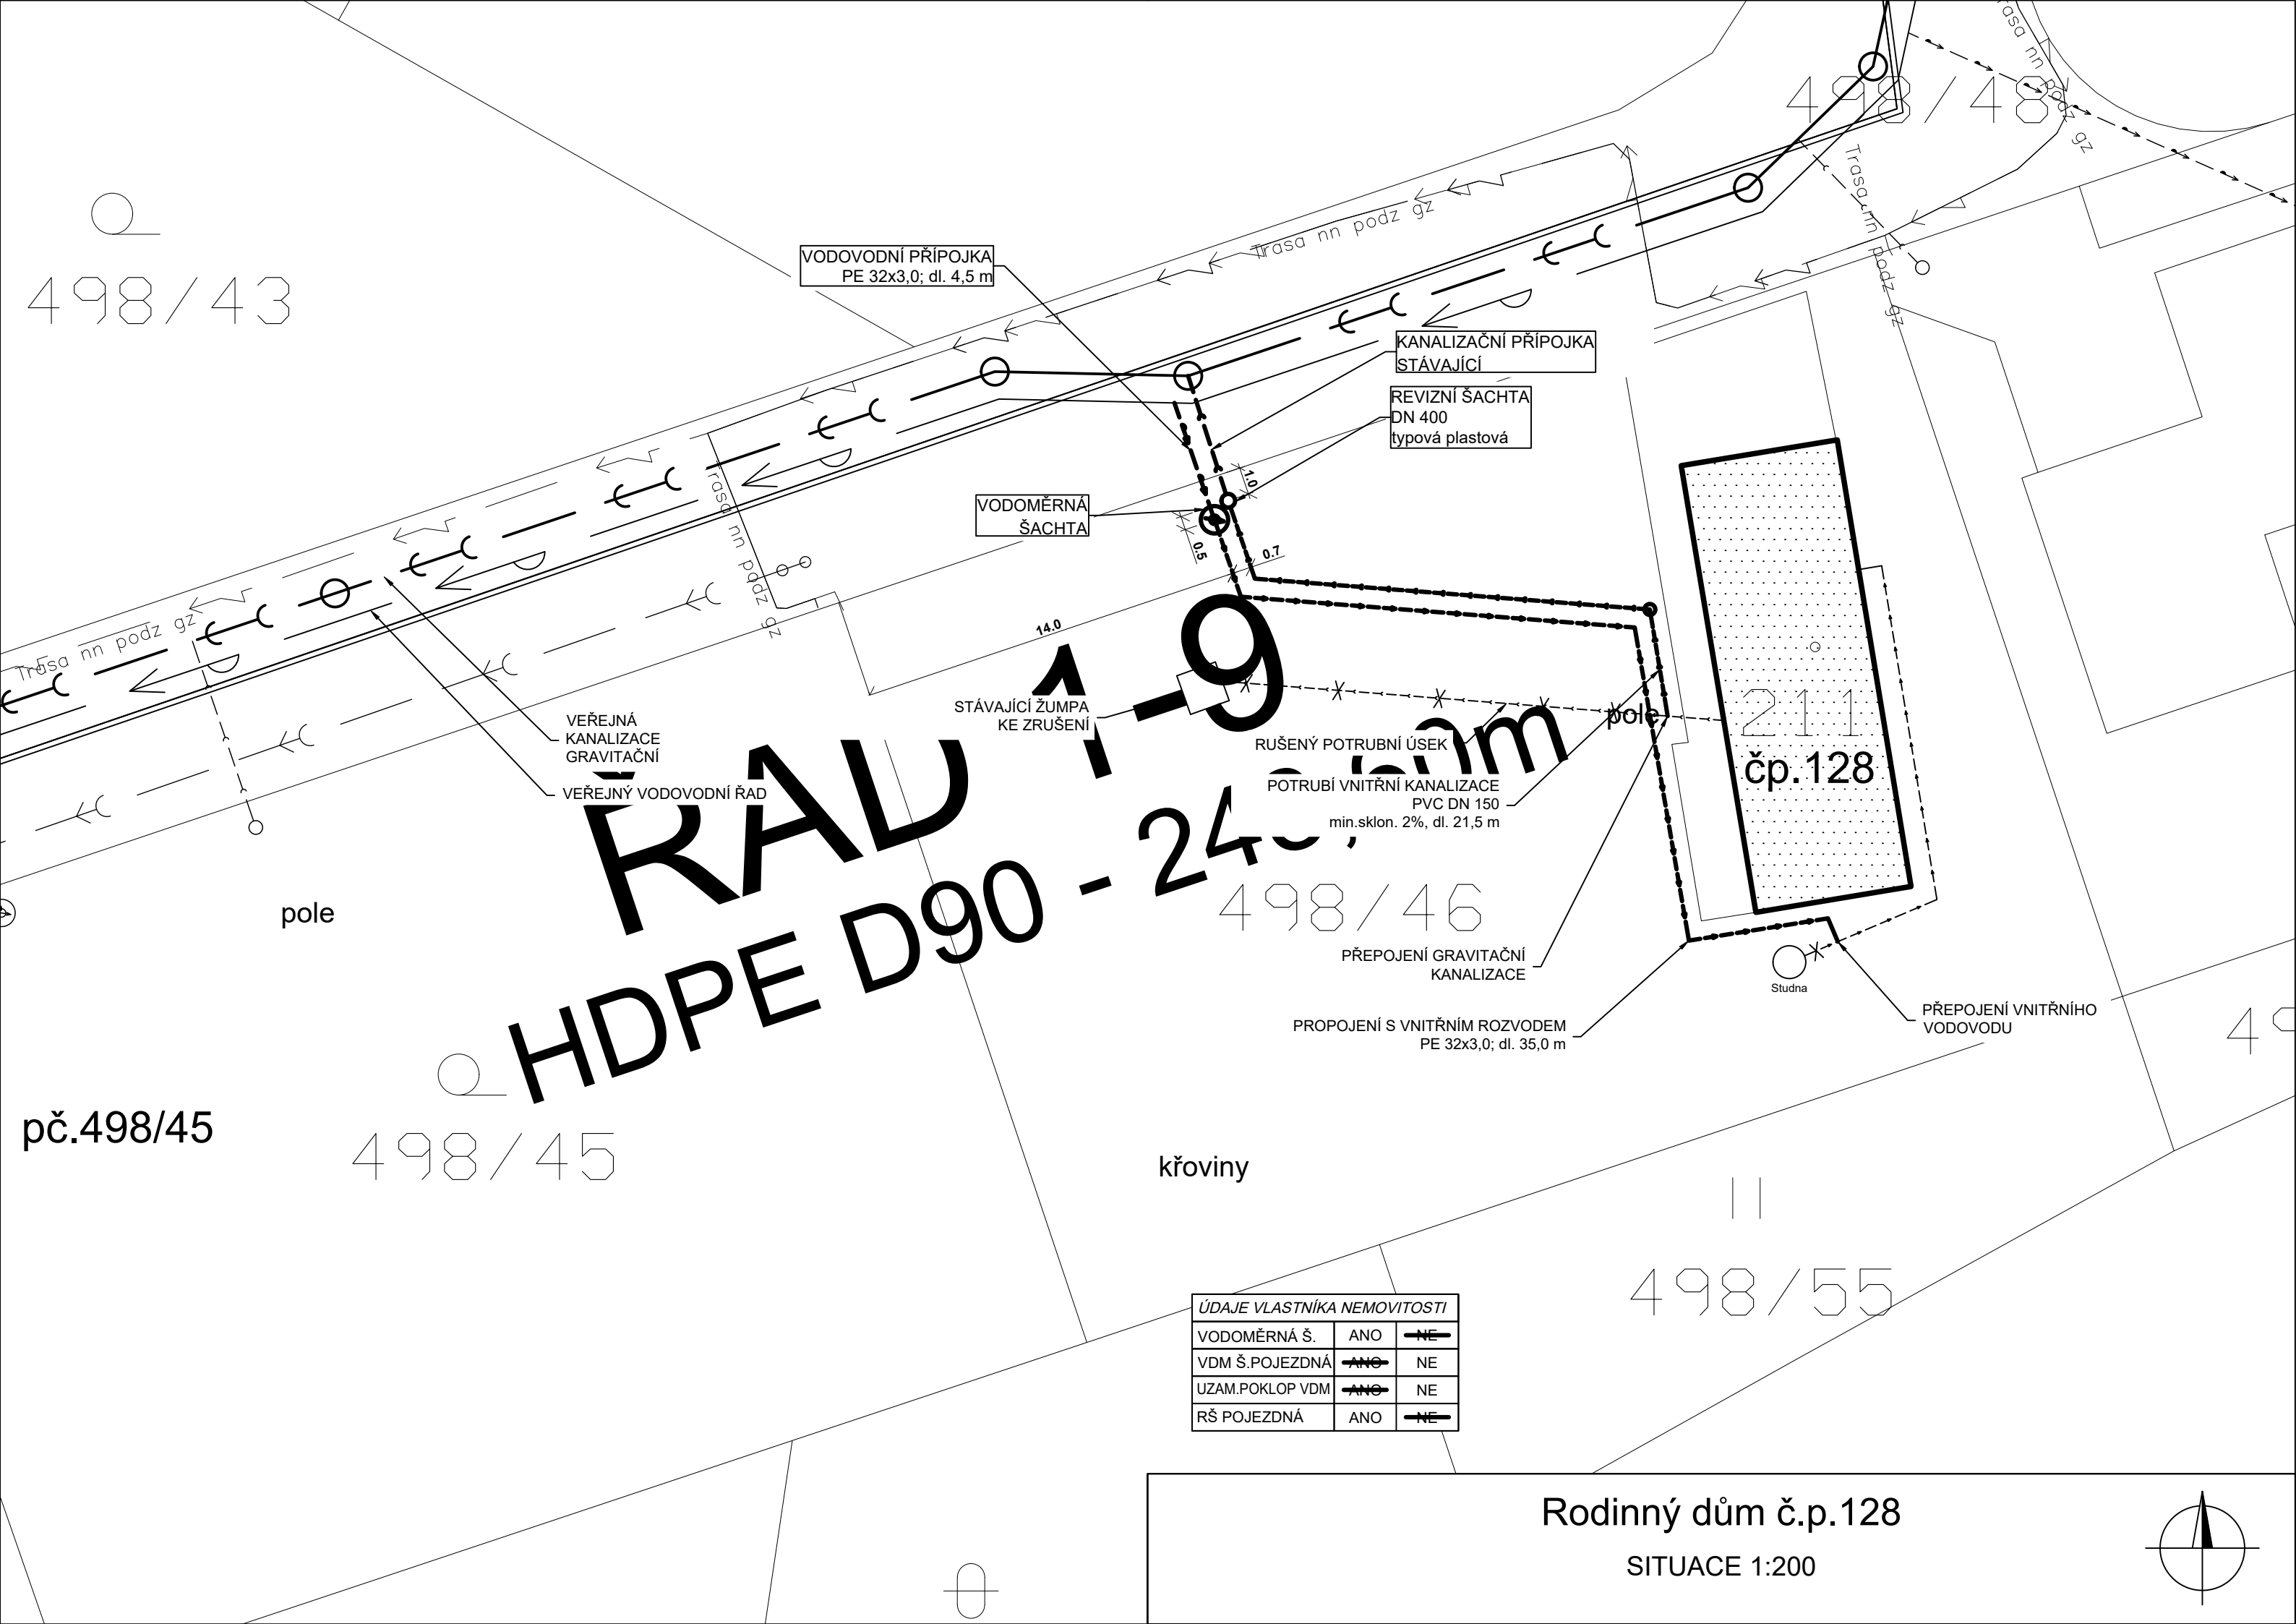 Trasa nn podz gz
498/48
Trasa nn podz gz
Trasa nn podz gz
498/43
VODOVODNÍ PŘÍPOJKA
PE 32x3,0; dl. 4,5 m
KANALIZAČNÍ PŘÍPOJKA
STÁVAJÍCÍ
REVIZNÍ ŠACHTA
DN 400
typová plastová
1.0
VODOMĚRNÁ
ŠACHTA
0.5
0.7
Trasa nn podz gz
Trasa nn podz gz
14.0
STÁVAJÍCÍ ŽUMPA
KE ZRUŠENÍ
pole
211
čp.128
VEŘEJNÁ
KANALIZACE
GRAVITAČNÍ
VEŘEJNÝ VODOVODNÍ ŘAD
RUŠENÝ POTRUBNÍ ÚSEK
POTRUBÍ VNITŘNÍ KANALIZACE
PVC DN 150
min.sklon. 2%, dl. 21,5 m
ŘAD 1-9
HDPE D90 - 24
pole
498/46
PŘEPOJENÍ GRAVITAČNÍ
KANALIZACE
Studna
PROPOJENÍ S VNITŘNÍM ROZVODEM
PE 32x3,0; dl. 35,0 m
PŘEPOJENÍ VNITŘNÍHO
VODOVODU
pč.498/45
498/45
křoviny
498/55
ÚDAJE VLASTNÍKA NEMOVITOSTI
VODOMĚRNÁ Š. ANO NE
VDM Š.POJEZDNÁ ANO NE
UZAM.POKLOP VDM ANO NE
RŠ POJEZDNÁ ANO NE
Rodinný dům č.p.128
SITUACE 1:200